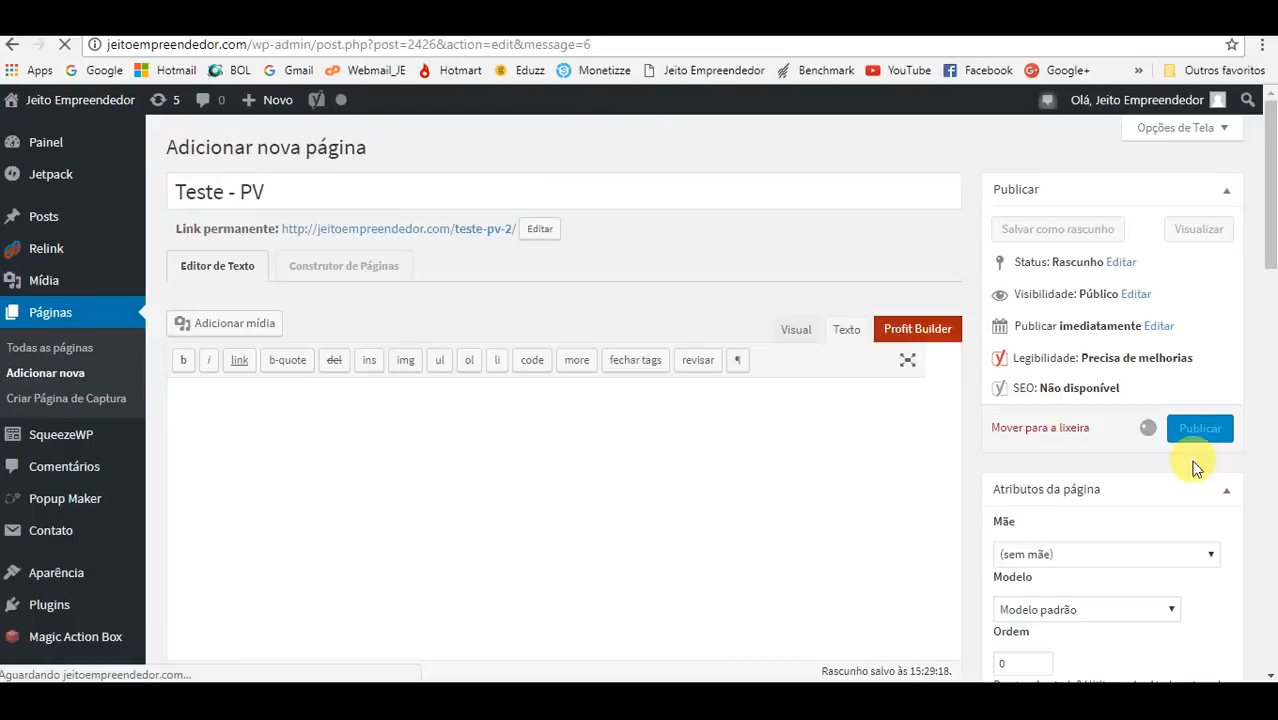 jeitoempreendedor.com/wp-admin/post.php?post=2426&action=edit&message=6
Apps Google Hotmail BOL Gmail Webmail_JE Hotmart Eduzz Monetizze Jeito Empreendedor Benchmark YouTube Facebook Google+ » Outros favoritos
Jeito Empreendedor 5 0 Novo Olá, Jeito Empreendedor
Opções de Tela
Painel
Jetpack
Posts
Relink
Mídia
Páginas
Todas as páginas
Adicionar nova
Criar Página de Captura
SqueezeWP
Comentários
Popup Maker
Contato
Aparência
Plugins
Magic Action Box
Adicionar nova página
Teste - PV
Link permanente: http://jeitoempreendedor.com/teste-pv-2/ Editar
Editor de Texto Construtor de Páginas
Adicionar mídia
Visual Texto Profit Builder
b i link b-quote del ins img ul ol li code more fechar tags revisar ¶
Rascunho salvo às 15:29:18.
Publicar
Salvar como rascunho Visualizar
Status: Rascunho Editar
Visibilidade: Público Editar
Publicar imediatamente Editar
Legibilidade: Precisa de melhorias
SEO: Não disponível
Mover para a lixeira Publicar
Atributos da página
Mãe
(sem mãe)
Modelo
Modelo padrão
Ordem
0
Aguardando jeitoempreendedor.com...